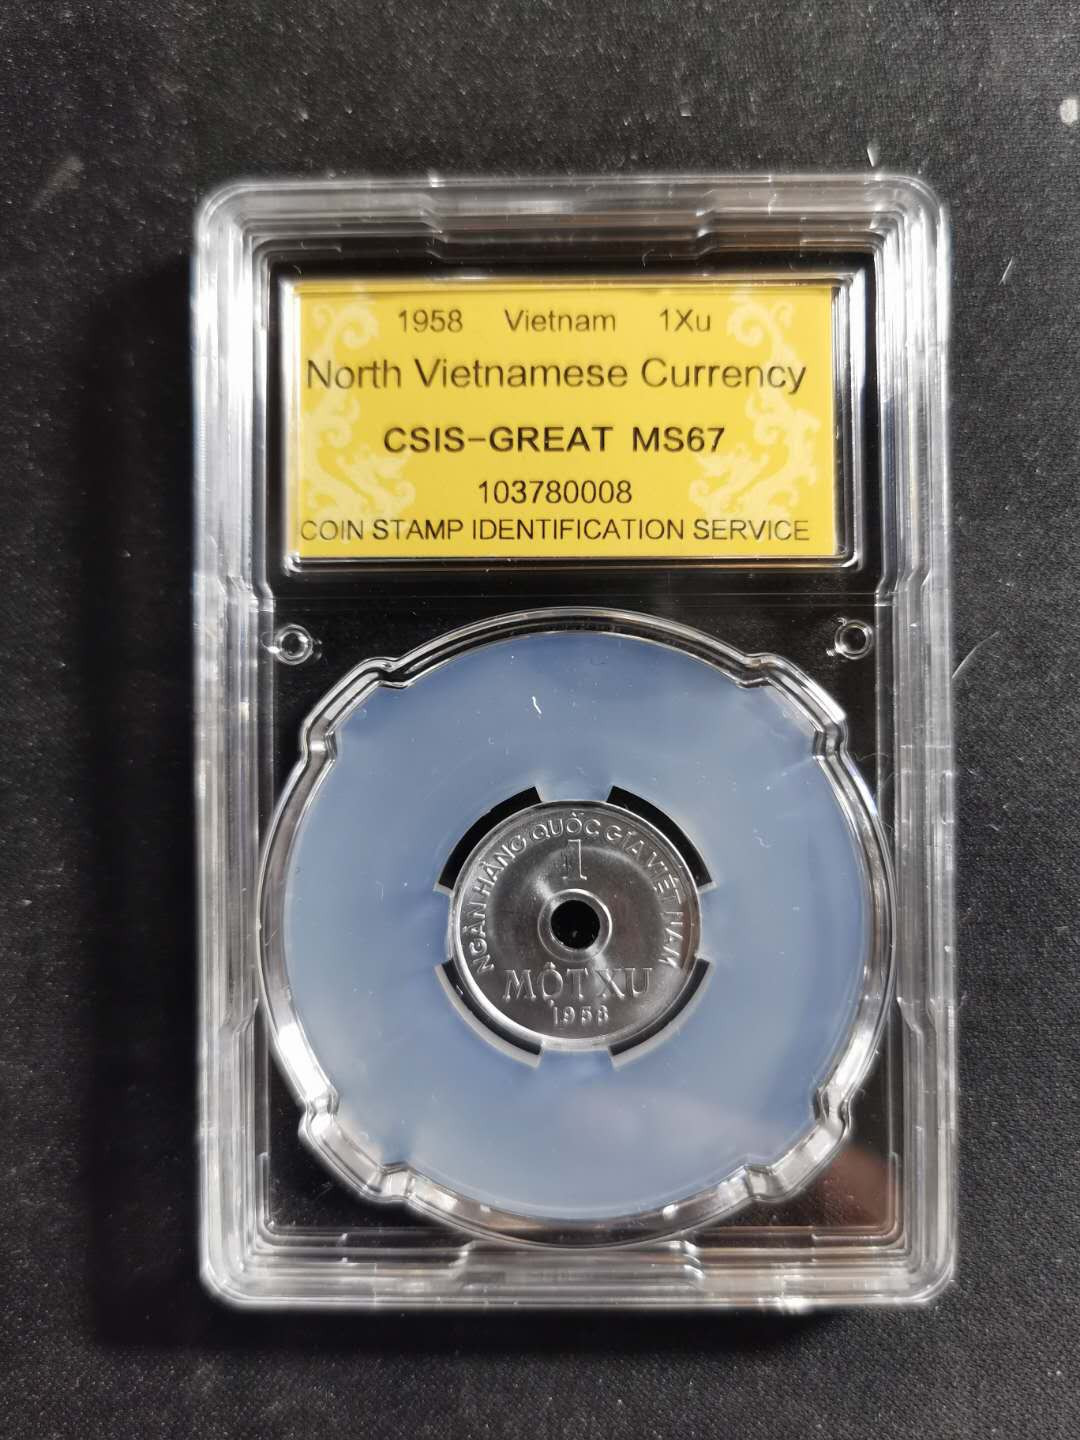 1958 Vietnam 1Xu
North Vietnamese Currency
CSIS-GREAT MS67
103780008
COIN STAMP IDENTIFICATION SERVICE
NGÂN HÀNG QUỐC GIA VIỆT NAM
1
MỘT XU
1958